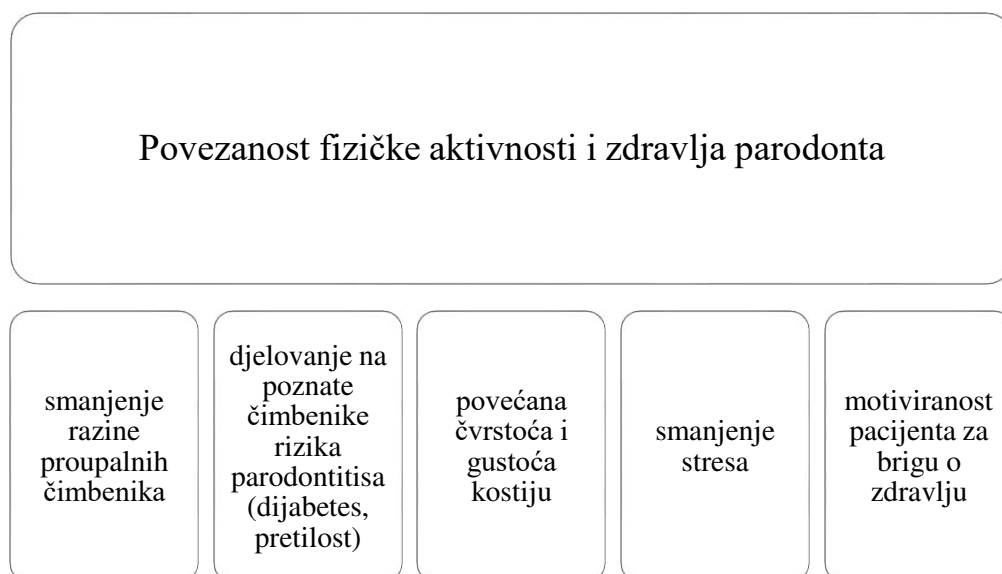 Povezanost fizičke aktivnosti i zdravlja parodonta
smanjenje
razine
proupalnih
čimbenika
djelovanje na
poznate
čimbenike
rizika
parodontitisa
(dijabetes,
pretilost)
povećana
čvrstoća i
gustoća
kostiju
smanjenje
stresa
motiviranost
pacijenta za
brigu o
zdravlju